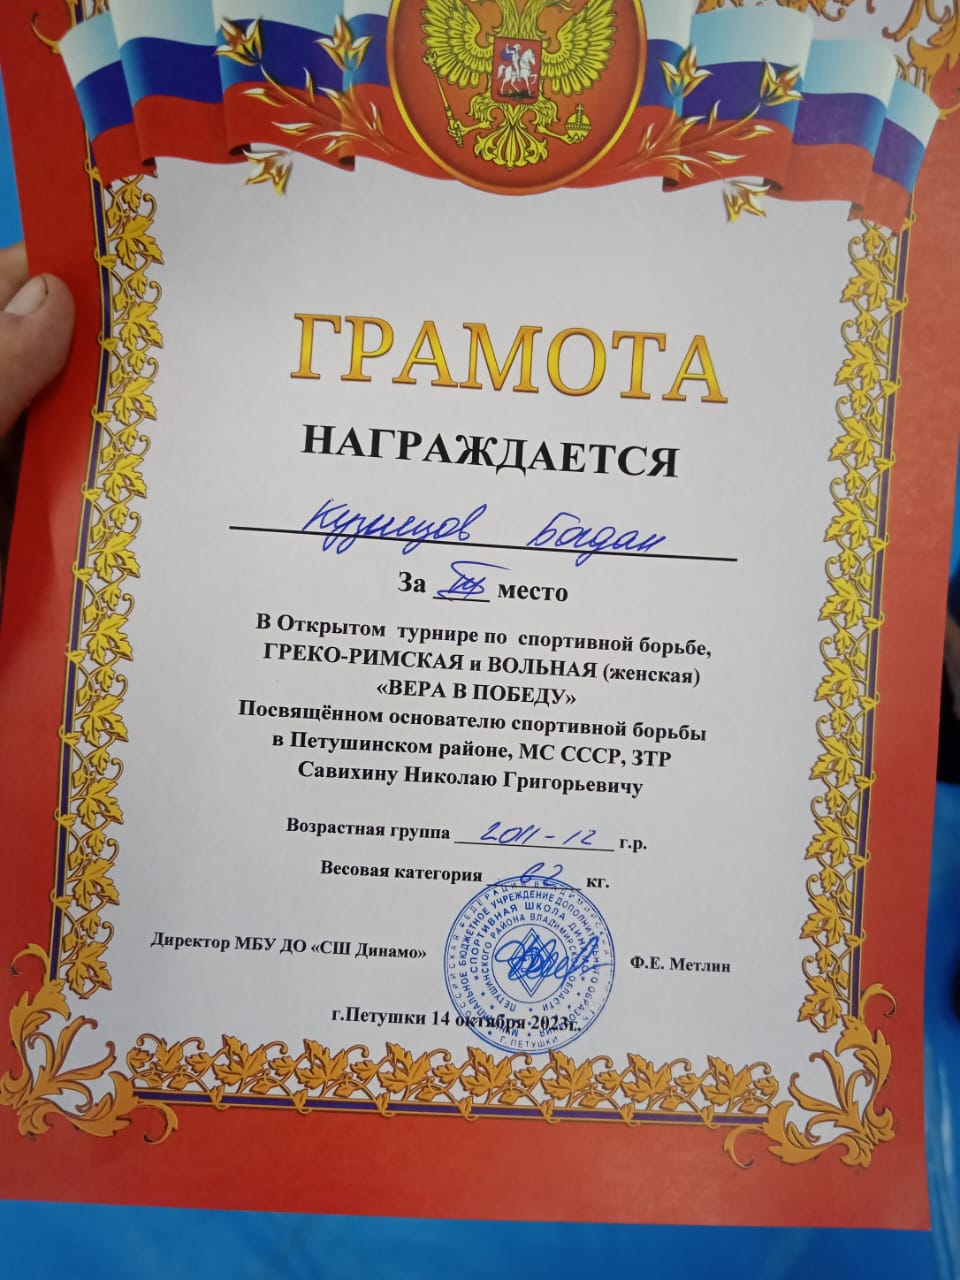 ГРАМОТА
НАГРАЖДАЕТСЯ
Кузнецов Богдан
За III место
В Открытом турнире по спортивной борьбе,
ГРЕКО-РИМСКАЯ и ВОЛЬНАЯ (женская)
«ВЕРА В ПОБЕДУ»
Посвящённом основателю спортивной борьбы
в Петушинском районе, МС СССР, ЗТР
Савихину Николаю Григорьевичу
Возрастная группа 2011-12 г.р.
Весовая категория 62 кг.
Директор МБУ ДО «СШ Динамо» Ф.Е. Метлин
г.Петушки 14 октября 2023г.